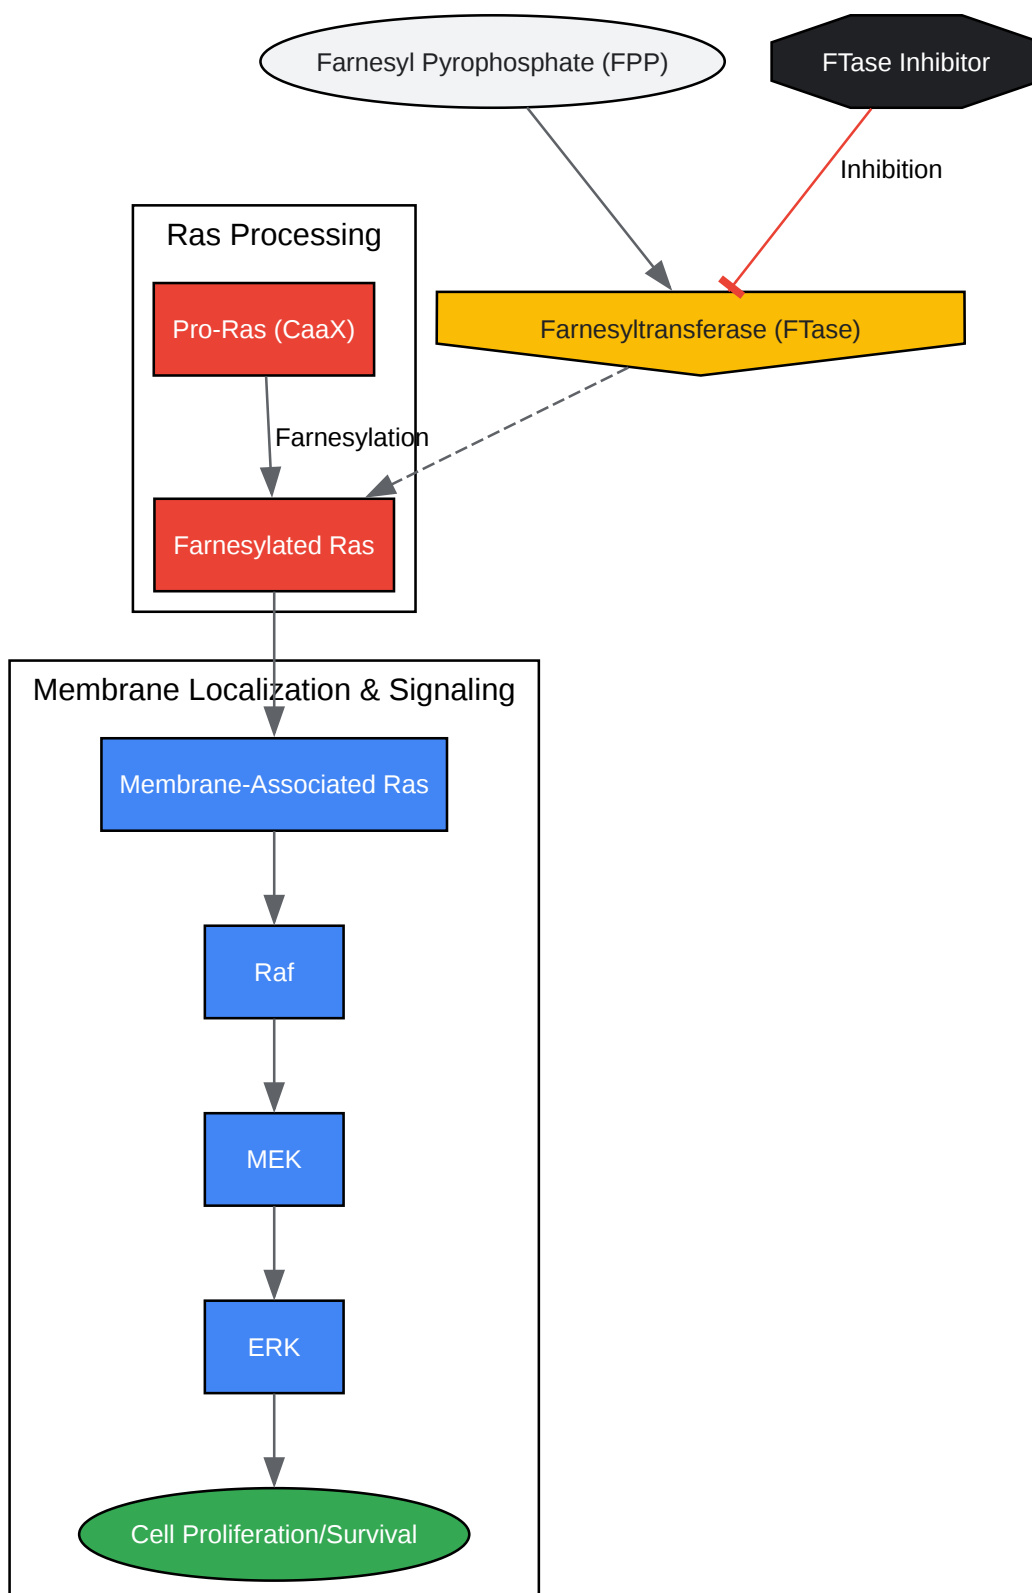 Farnesyl Pyrophosphate (FPP)
FTase Inhibitor
Inhibition
Ras Processing
Pro-Ras (CaaX)
Farnesyltransferase (FTase)
Farnesylation
Farnesylated Ras
Membrane Localization & Signaling
Membrane-Associated Ras
Raf
MEK
ERK
Cell Proliferation/Survival